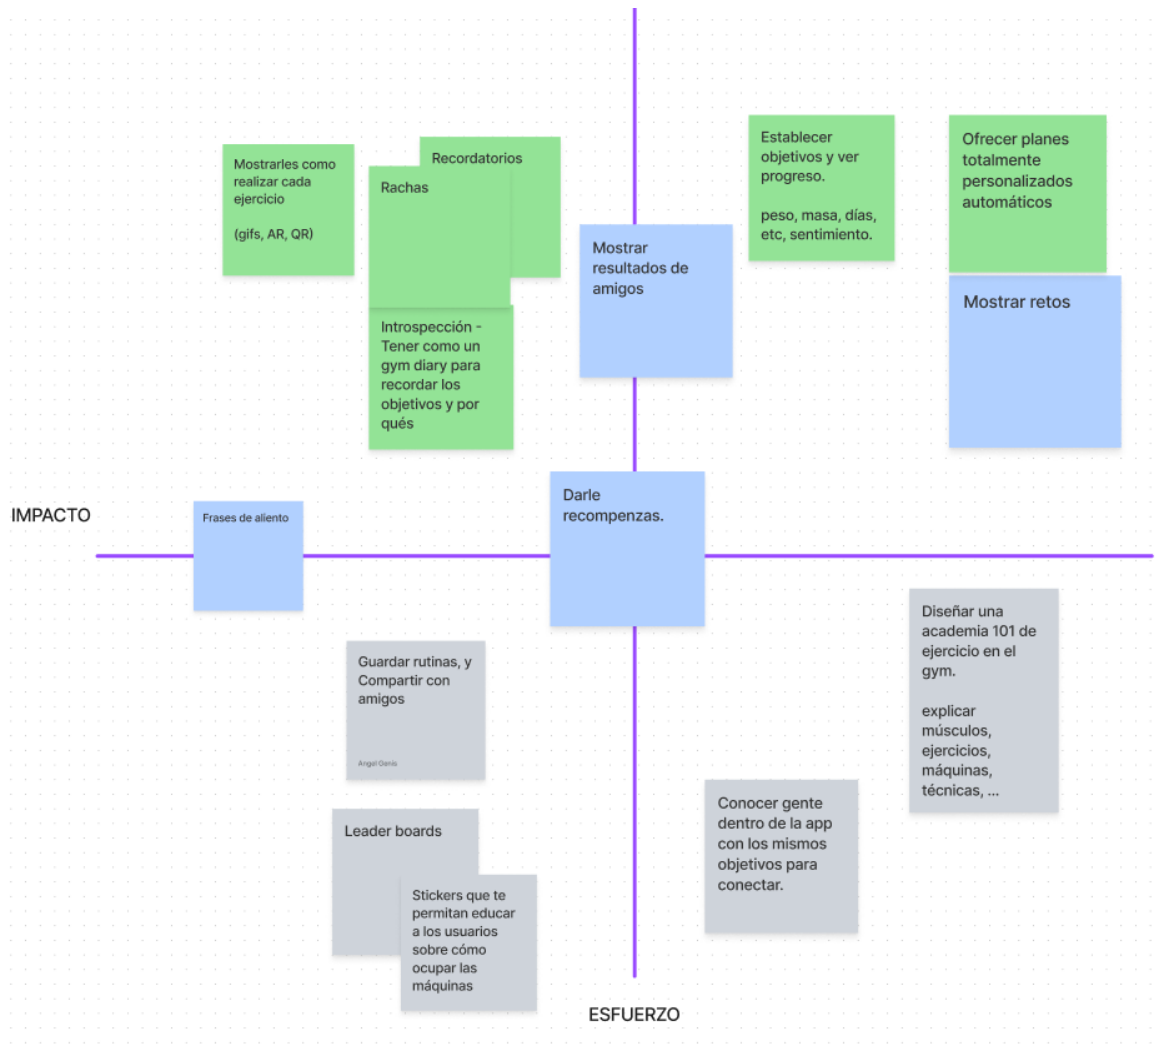 Mostrarles como
realizar cada
ejercicio
(gifs, AR, QR)
Recordatorios
Rachas
Introspección -
Tener como un
gym diary para
recordar los
objetivos y por
qués
Mostrar
resultados de
amigos
Establecer
objetivos y ver
progreso.
peso, masa, días,
etc, sentimiento.
Ofrecer planes
totalmente
personalizados
automáticos
Mostrar retos
IMPACTO
Frases de aliento
Darle
recompenzas.
Guardar rutinas, y
Compartir con
amigos
Angel Ganis
Leader boards
Stickers que te
permitan educar
a los usuarios
sobre cómo
ocupar las
máquinas
Conocer gente
dentro de la app
con los mismos
objetivos para
conectar.
Diseñar una
academia 101 de
ejercicio en el
gym.
explicar
músculos,
ejercicios,
máquinas,
técnicas, ...
ESFUERZO